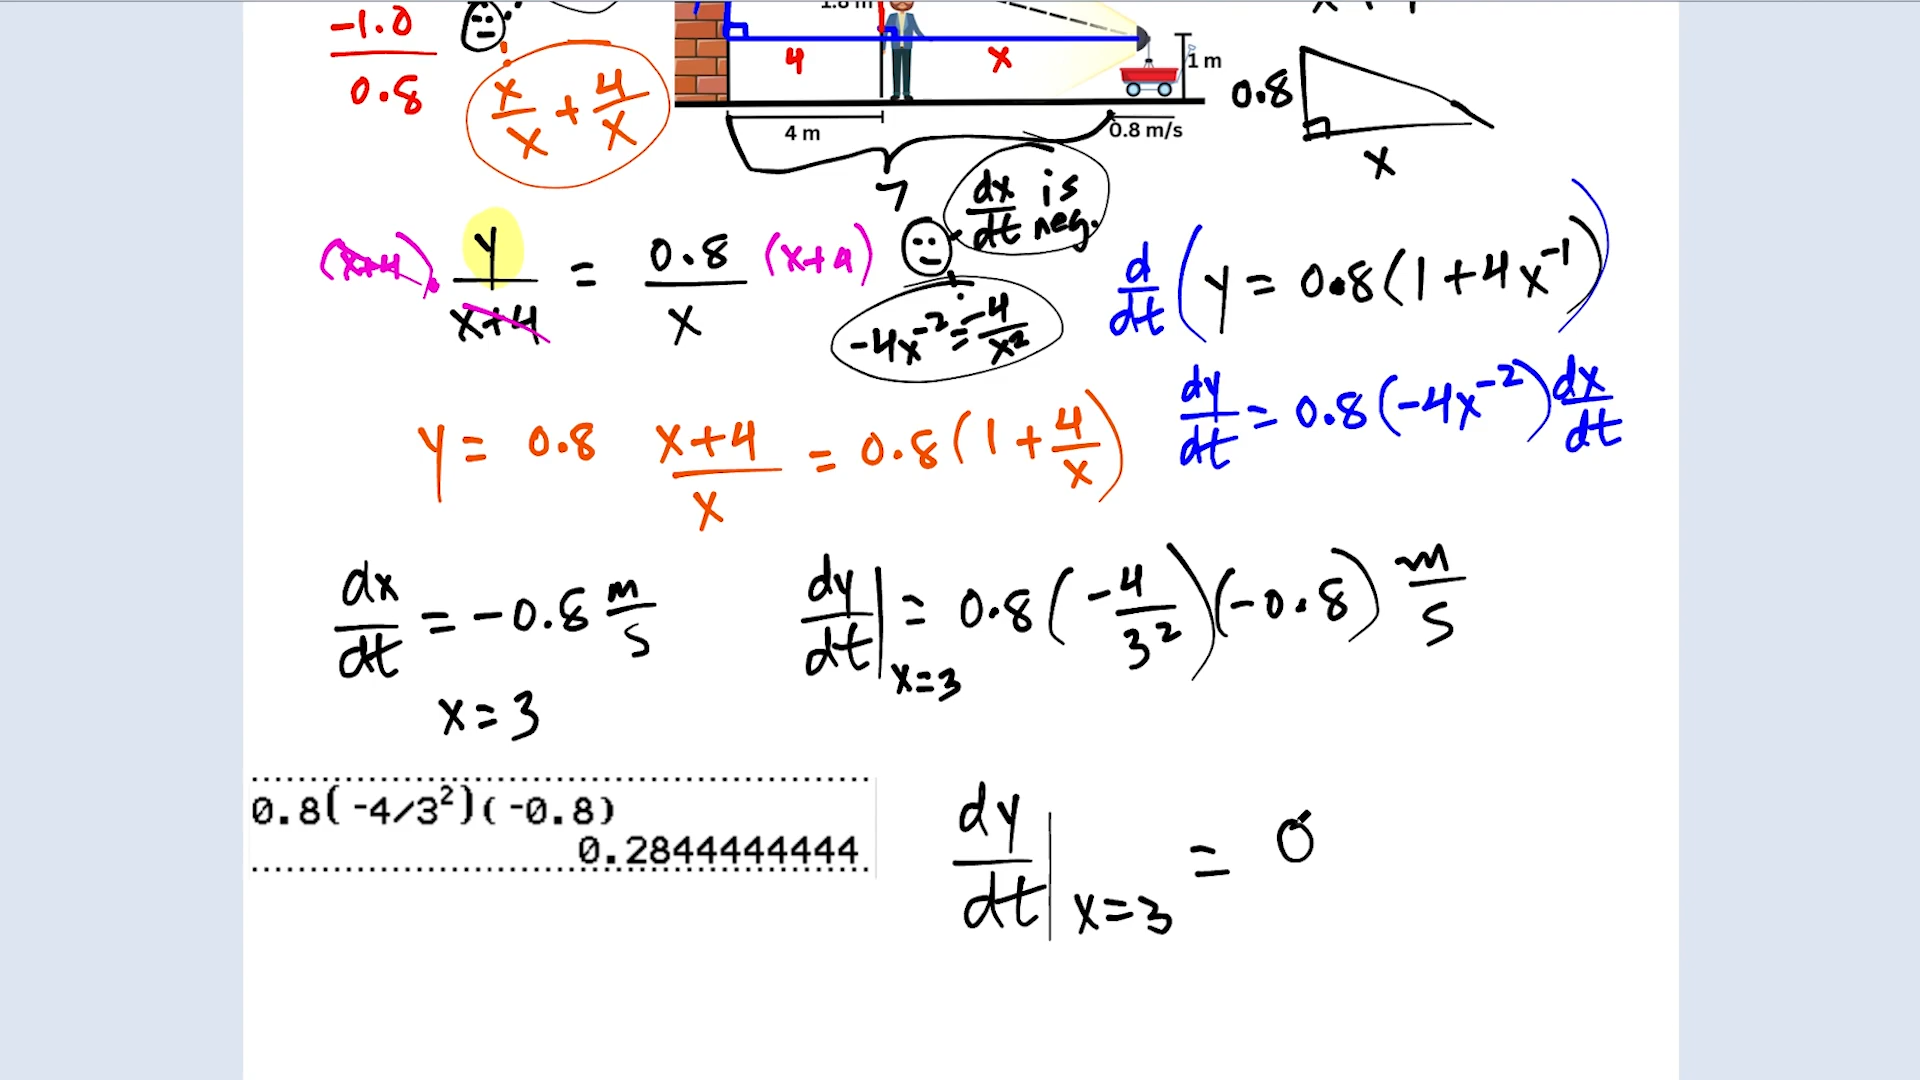 -1.0
0.8
x/x + 4/x
4
x
1 m
4 m
0.8 m/s
7
0.8
x
dx/dt is neg.
(x+4) · y/(x+4) = 0.8/x (x+4)
-4x⁻² = -4/x²
d/dt (y = 0.8(1+4x⁻¹))
dy/dt = 0.8(-4x⁻²) dx/dt
y = 0.8 (x+4)/x = 0.8(1+4/x)
dx/dt = -0.8 m/s
x=3
dy/dt |x=3 = 0.8(-4/3²)(-0.8) m/s
0.8(-4/3²)(-0.8)
0.2844444444
dy/dt |x=3 = 0